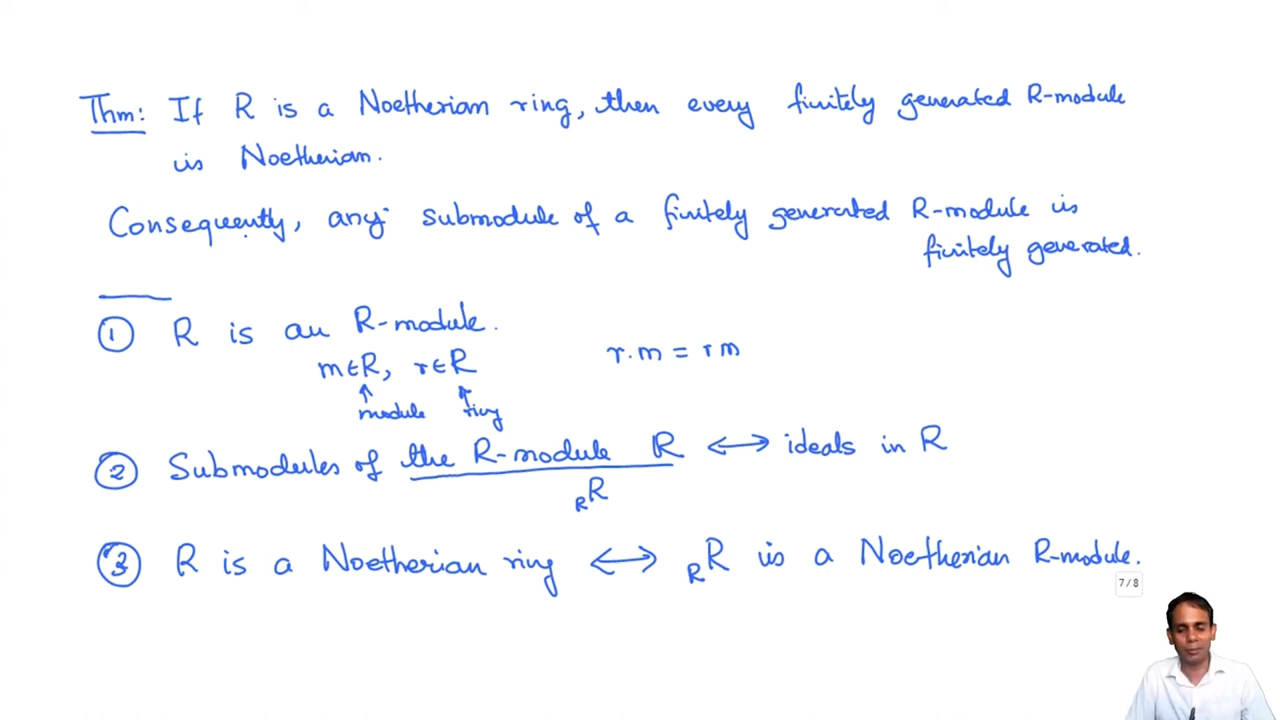 Thm: If R is a Noetherian ring, then every finitely generated R-module
is Noetherian.
Consequently, any submodule of a finitely generated R-module is
finitely generated.
① R is an R-module.
m∈R, r∈R r.m = rm
↑ ↑
module ring
② Submodules of the R-module R ↔ ideals in R
RR
③ R is a Noetherian ring ↔ RR is a Noetherian R-module.
7/8